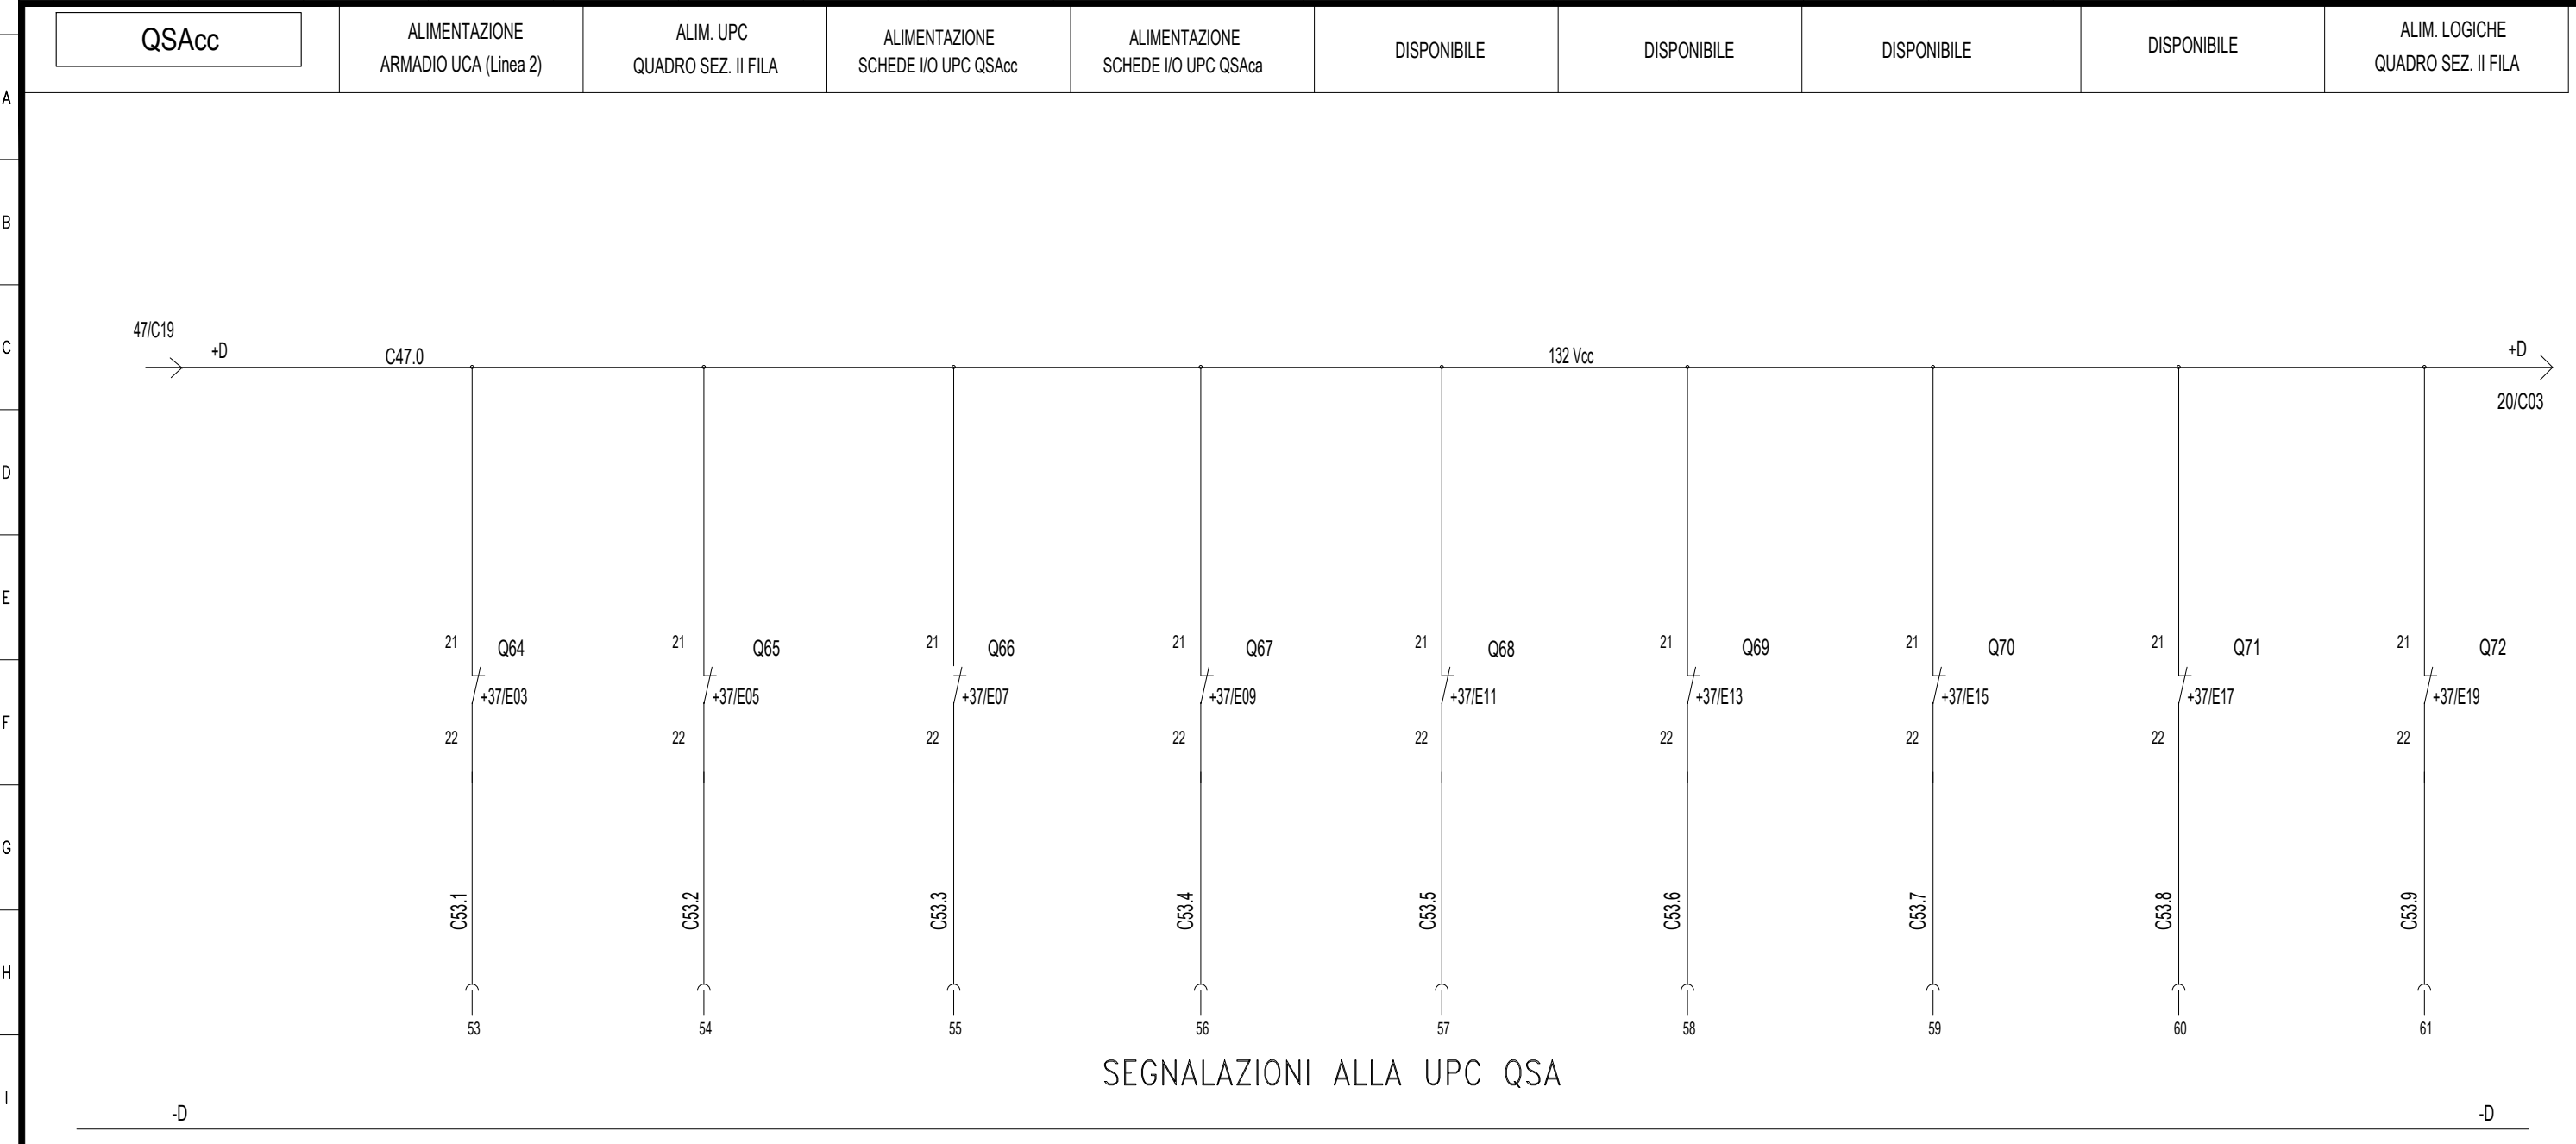 QSAcc
ALIMENTAZIONE
ARMADIO UCA (Linea 2)
ALIM. UPC
QUADRO SEZ. II FILA
ALIMENTAZIONE
SCHEDE I/O UPC QSAcc
ALIMENTAZIONE
SCHEDE I/O UPC QSAca
DISPONIBILE
DISPONIBILE
DISPONIBILE
DISPONIBILE
ALIM. LOGICHE
QUADRO SEZ. II FILA
A
B
C
D
E
F
G
H
I
47/C19
+D
C47.0
132 Vcc
+D
20/C03
21
Q64
+37/E03
22
C53.1
53
21
Q65
+37/E05
22
C53.2
54
21
Q66
+37/E07
22
C53.3
55
21
Q67
+37/E09
22
C53.4
56
21
Q68
+37/E11
22
C53.5
57
21
Q69
+37/E13
22
C53.6
58
21
Q70
+37/E15
22
C53.7
59
21
Q71
+37/E17
22
C53.8
60
21
Q72
+37/E19
22
C53.9
61
SEGNALAZIONI ALLA UPC QSA
-D
-D